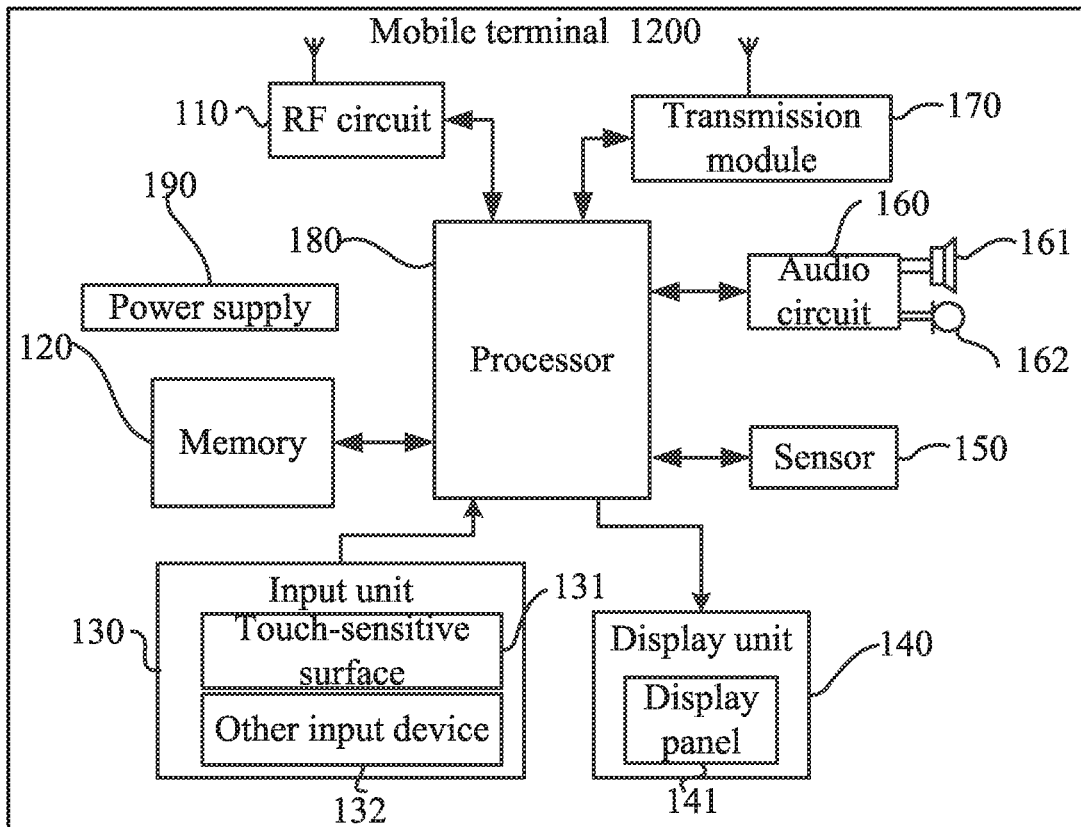 Mobile terminal 1200
110
RF circuit
Transmission
module
170
190
180
160
161
Power supply
Audio
circuit
120
Processor
162
Memory
Sensor
150
Input unit
131
130
Touch-sensitive
surface
Display unit
140
Other input device
Display
panel
132
141